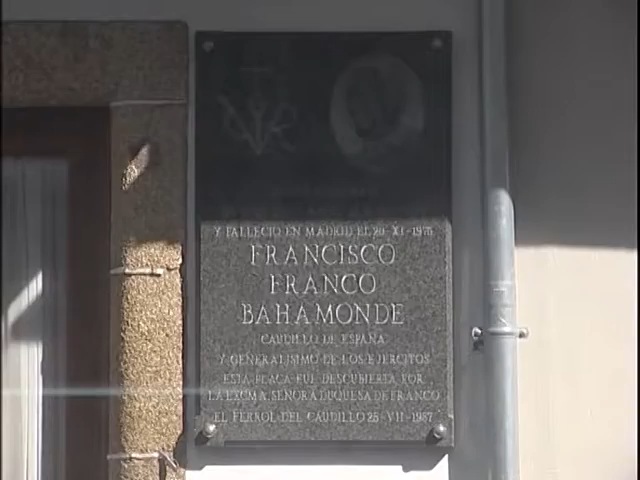 Y FALLECIO EN MADRID EL 20-XI-1975
FRANCISCO
FRANCO
BAHAMONDE
CAUDILLO DE ESPAÑA
Y GENERALISIMO DE LOS EJERCITOS
ESTA PLACA FUE DESCUBIERTA POR
LA EXCMA. SEÑORA DUQUESA DE FRANCO
EL FERROL DEL CAUDILLO 25-VII-1987